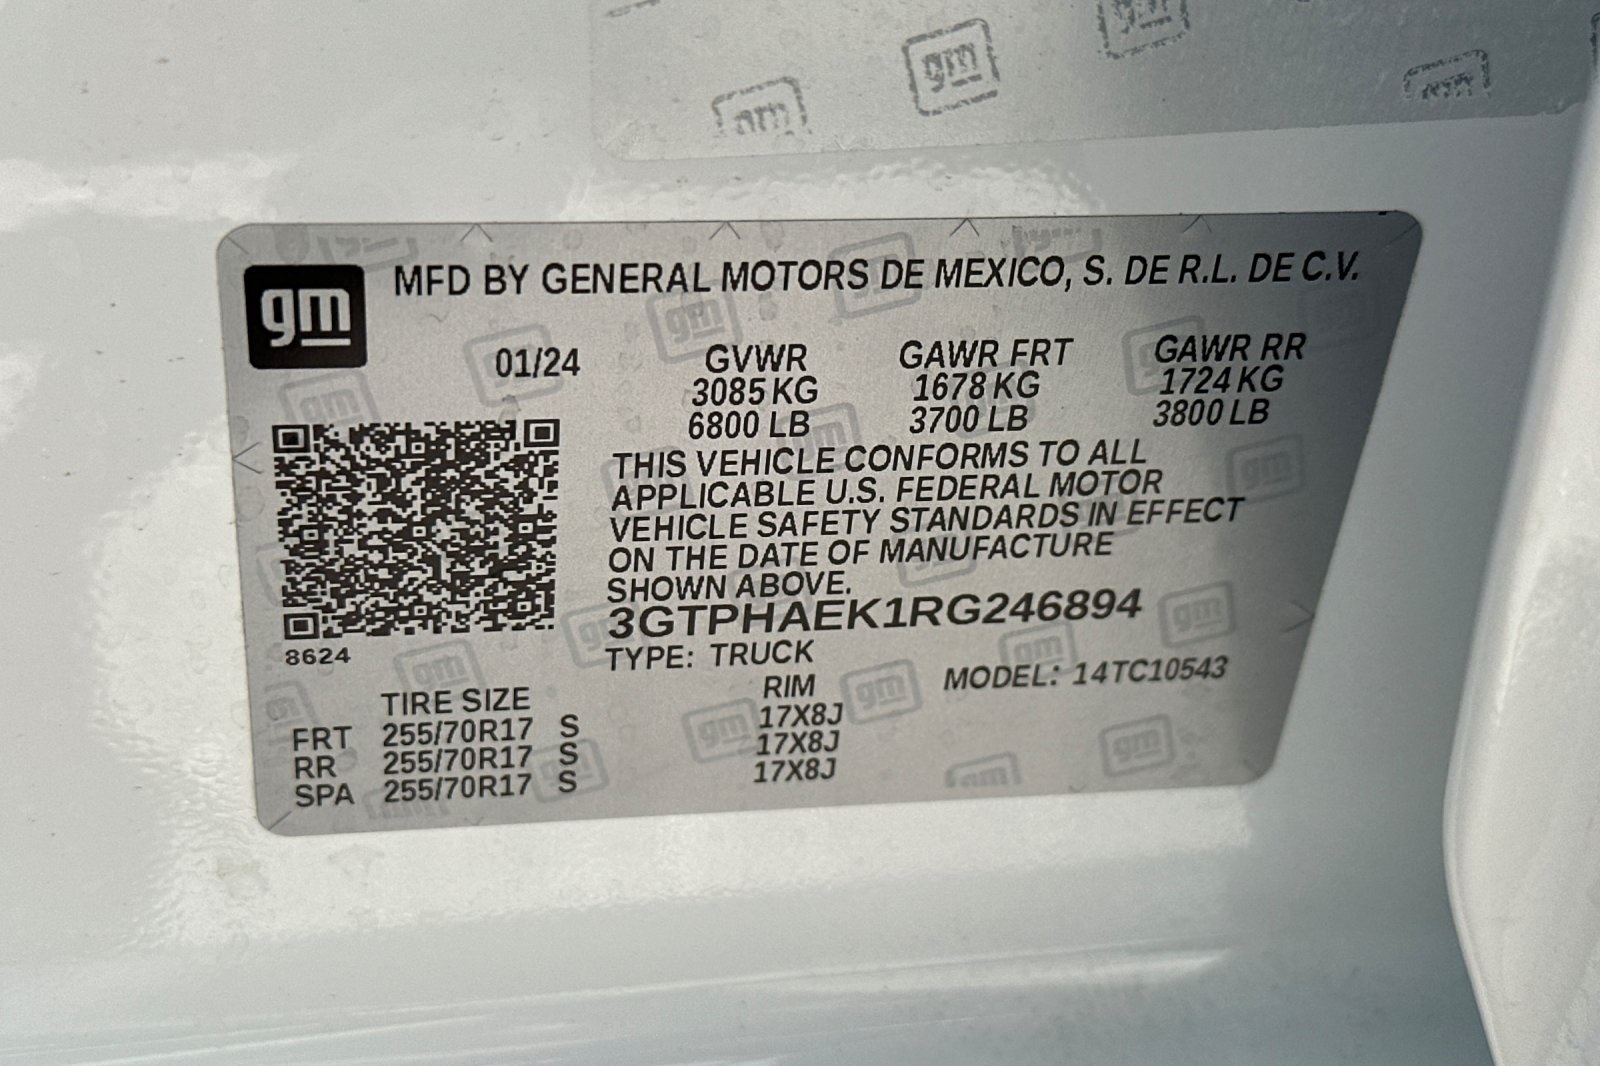 gm MFD BY GENERAL MOTORS DE MEXICO, S. DE R.L. DE C.V.
01/24 GVWR GAWR FRT GAWR RR
3085 KG 1678 KG 1724 KG
6800 LB 3700 LB 3800 LB
THIS VEHICLE CONFORMS TO ALL
APPLICABLE U.S. FEDERAL MOTOR
VEHICLE SAFETY STANDARDS IN EFFECT
ON THE DATE OF MANUFACTURE
SHOWN ABOVE.
3GTPHAEK1RG246894
8624 TYPE: TRUCK
MODEL: 14TC10543
TIRE SIZE RIM
FRT 255/70R17 S 17X8J
RR 255/70R17 S 17X8J
SPA 255/70R17 S 17X8J